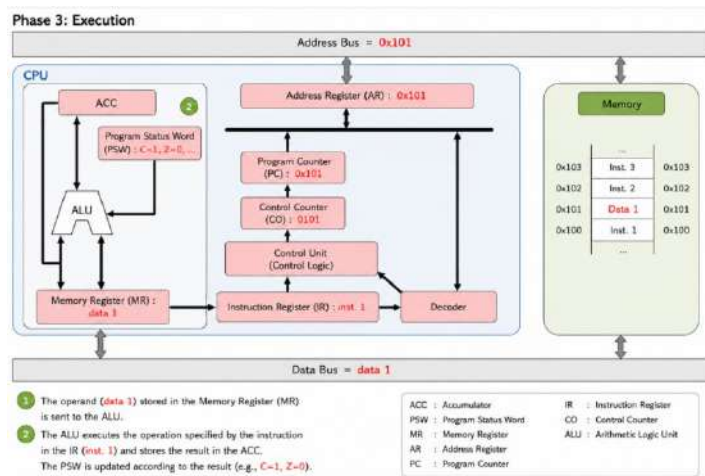 Phase 3: Execution
Address Bus = 0x101
CPU
ACC
2
Program Status Word
(PSW) : C=1, Z=0, ...
ALU
Memory Register (MR) :
data 1
Address Register (AR) : 0x101
Program Counter
(PC) : 0x101
Control Counter
(CO) : 0101
Control Unit
(Control Logic)
Instruction Register (IR) : inst. 1
Decoder
Memory
...
0x103 Inst. 3 0x103
0x102 Inst. 2 0x102
0x101 Data 1 0x101
0x100 Inst. 1 0x100
...
Data Bus = data 1
1 The operand (data 1) stored in the Memory Register (MR)
is sent to the ALU.
2 The ALU executes the operation specified by the instruction
in the IR (inst. 1) and stores the result in the ACC.
The PSW is updated according to the result (e.g., C=1, Z=0).
ACC : Accumulator
PSW : Program Status Word
MR : Memory Register
AR : Address Register
PC : Program Counter
IR : Instruction Register
CO : Control Counter
ALU : Arithmetic Logic Unit